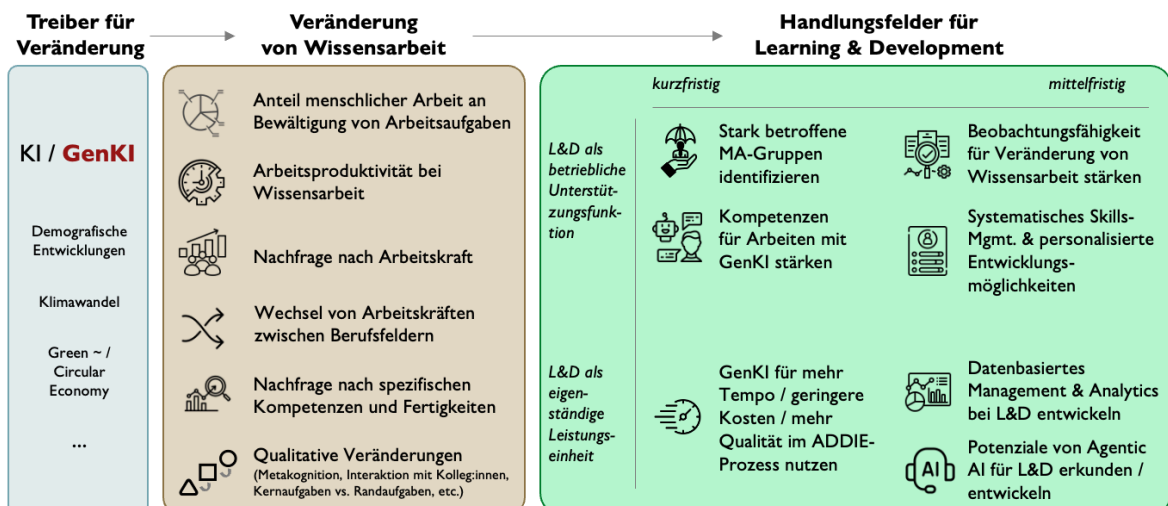 Treiber für
Veränderung
Veränderung
von Wissensarbeit
Handlungsfelder für
Learning & Development
KI / GenKI
Demografische
Entwicklungen
Klimawandel
Green ~ /
Circular
Economy
...
Anteil menschlicher Arbeit an
Bewältigung von Arbeitsaufgaben
Arbeitsproduktivität bei
Wissensarbeit
Nachfrage nach Arbeitskraft
Wechsel von Arbeitskräften
zwischen Berufsfeldern
Nachfrage nach spezifischen
Kompetenzen und Fertigkeiten
Qualitative Veränderungen
(Metakognition, Interaktion mit Kolleg:innen,
Kernaufgaben vs. Randaufgaben, etc.)
kurzfristig
mittelfristig
L&D als
betriebliche
Unterstüt-
zungsfunk-
tion
Stark betroffene
MA-Gruppen
identifizieren
Beobachtungsfähigkeit
für Veränderung von
Wissensarbeit stärken
Kompetenzen
für Arbeiten mit
GenKI stärken
Systematisches Skills-
Mgmt. & personalisierte
Entwicklungs-
möglichkeiten
L&D als
eigen-
ständige
Leistungs-
einheit
GenKI für mehr
Tempo / geringere
Kosten / mehr
Qualität im ADDIE-
Prozess nutzen
Datenbasiertes
Management & Analytics
bei L&D entwickeln
AI
Potenziale von Agentic
AI für L&D erkunden /
entwickeln